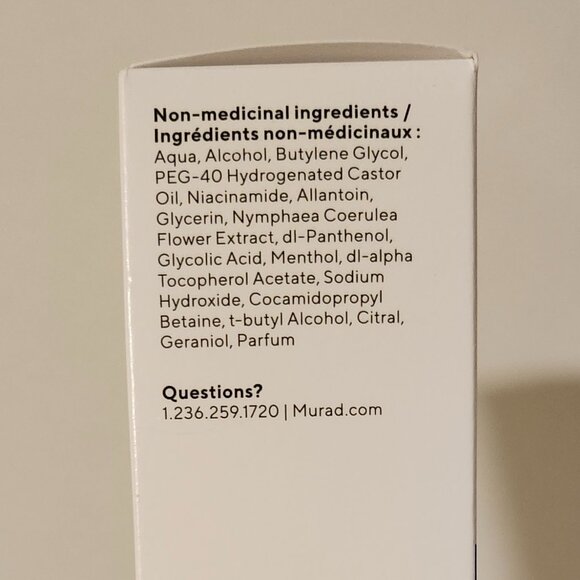 Non-medicinal ingredients /
Ingrédients non-médicinaux :
Aqua, Alcohol, Butylene Glycol,
PEG-40 Hydrogenated Castor
Oil, Niacinamide, Allantoin,
Glycerin, Nymphaea Coerulea
Flower Extract, dl-Panthenol,
Glycolic Acid, Menthol, dl-alpha
Tocopherol Acetate, Sodium
Hydroxide, Cocamidopropyl
Betaine, t-butyl Alcohol, Citral,
Geraniol, Parfum
Questions?
1.236.259.1720 | Murad.com